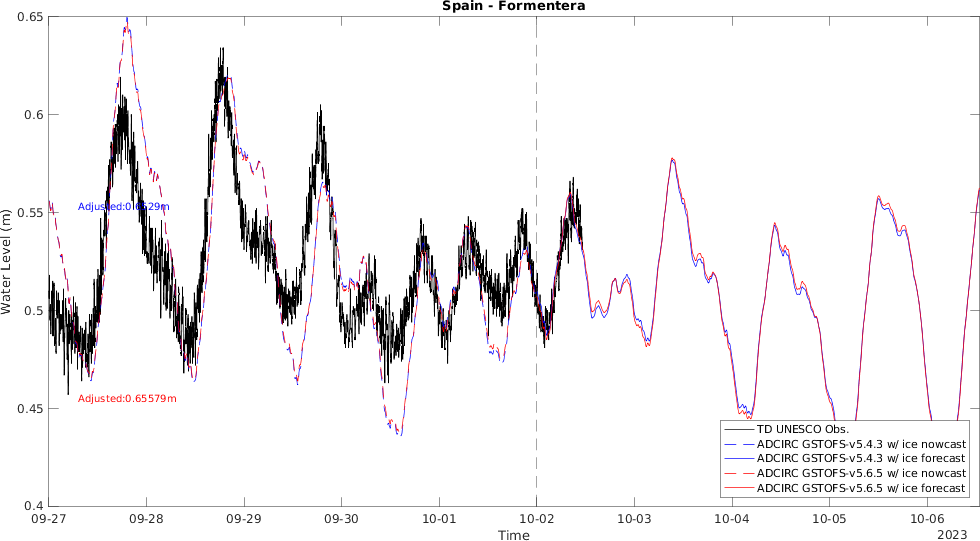 Spain - Formentera
0.65
0.6
0.55
0.5
0.45
0.4
Water Level (m)
Adjusted:0.65579m
TD UNESCO Obs.
ADCIRC GSTOFS-v5.4.3 w/ ice nowcast
ADCIRC GSTOFS-v5.4.3 w/ ice forecast
ADCIRC GSTOFS-v5.6.5 w/ ice nowcast
ADCIRC GSTOFS-v5.6.5 w/ ice forecast
09-27 09-28 09-29 09-30 10-01 10-02 10-03 10-04 10-05 10-06
Time
2023